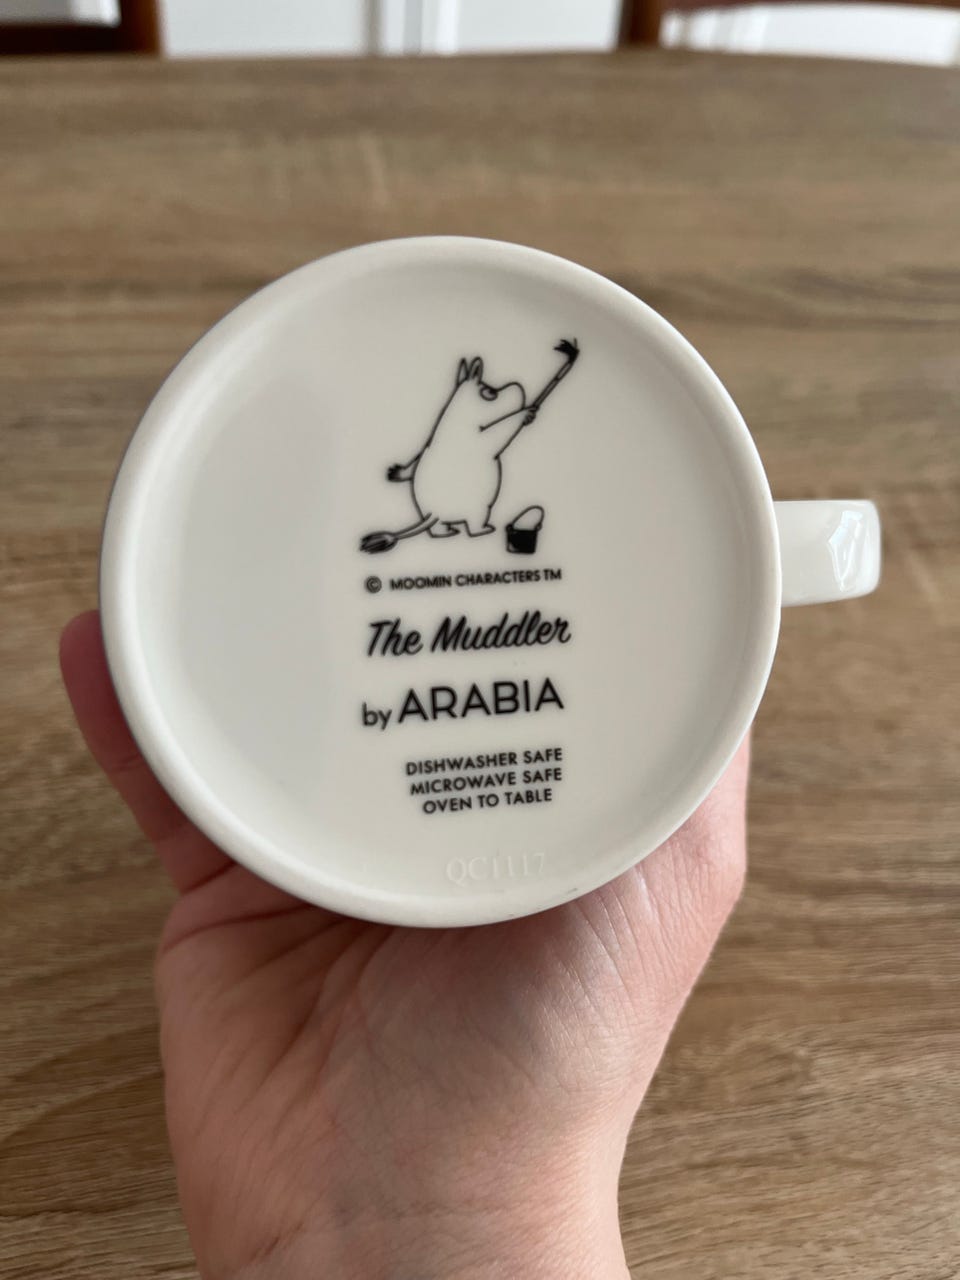 © MOOMIN CHARACTERS TM
The Muddler
by ARABIA
DISHWASHER SAFE
MICROWAVE SAFE
OVEN TO TABLE
QC1117